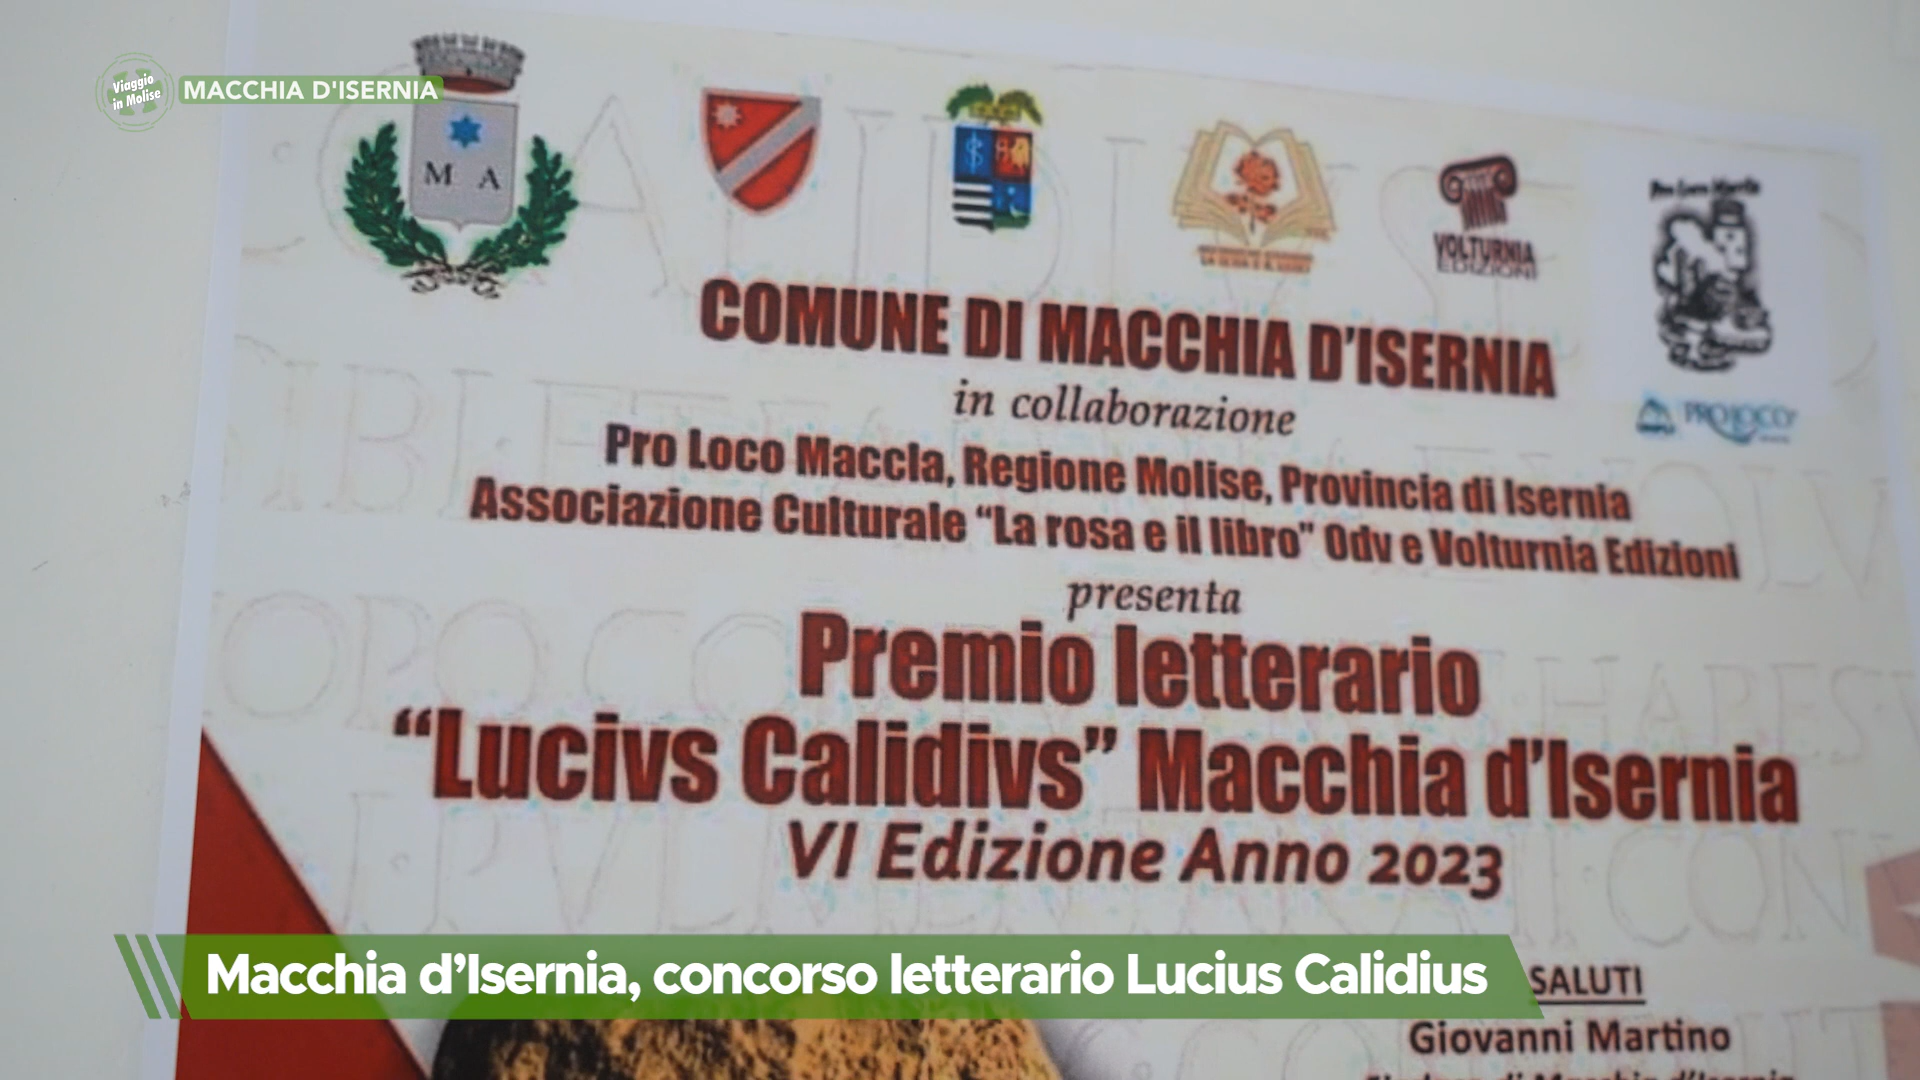 Viaggio
in Molise
MACCHIA D'ISERNIA
M A
VOLTURNIA
EDIZIONI
PROLOCO
COMUNE DI MACCHIA D'ISERNIA
in collaborazione
Pro Loco Maccla, Regione Molise, Provincia di Isernia
Associazione Culturale “La rosa e il libro” Odv e Volturnia Edizioni
presenta
Premio letterario
“Lucivs Calidivs” Macchia d'Isernia
VI Edizione Anno 2023
Macchia d’Isernia, concorso letterario Lucius Calidius
SALUTI
Giovanni Martino